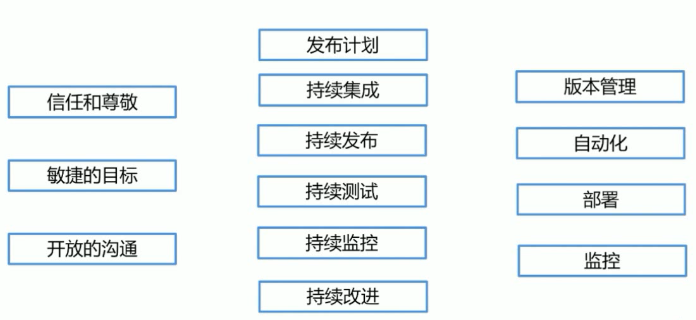 信任和尊敬
敏捷的目标
开放的沟通
发布计划
持续集成
持续发布
持续测试
持续监控
持续改进
版本管理
自动化
部署
监控